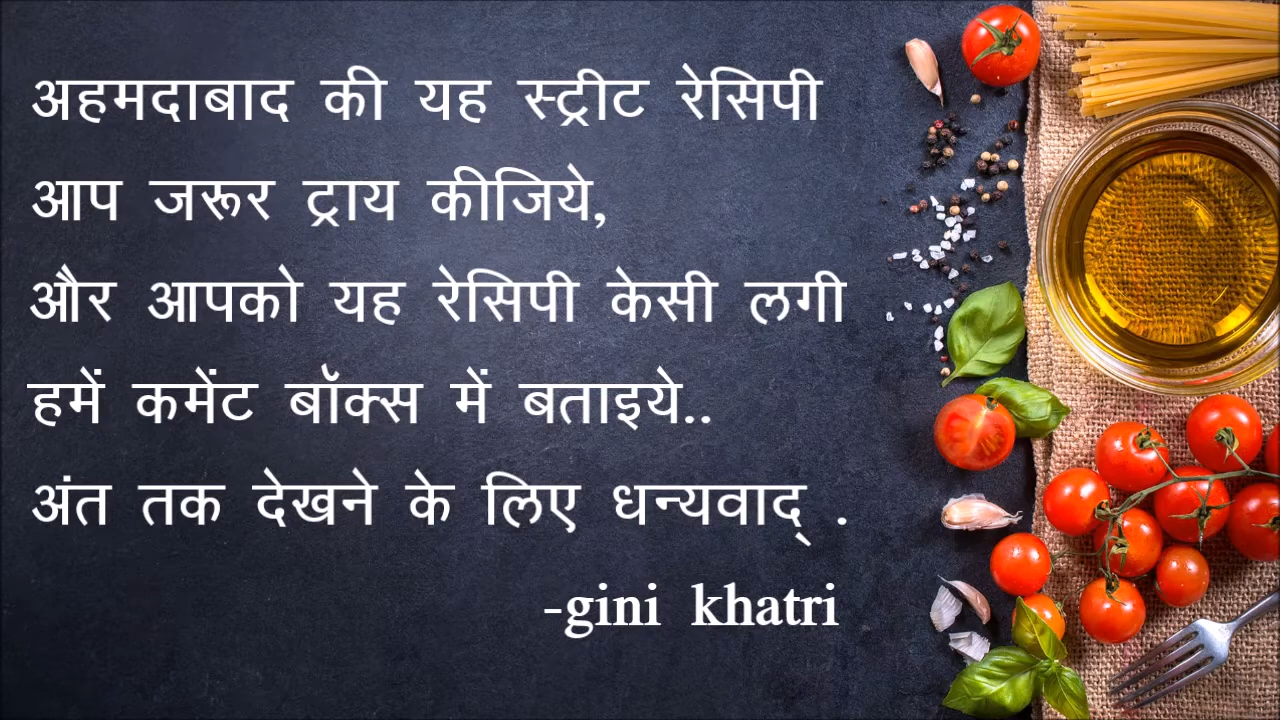 अहमदाबाद की यह स्ट्रीट रेसिपी
आप जरूर ट्राय कीजिये,
और आपको यह रेसिपी केसी लगी
हमें कमेंट बॉक्स में बताइये..
अंत तक देखने के लिए धन्यवाद् .
-gini khatri